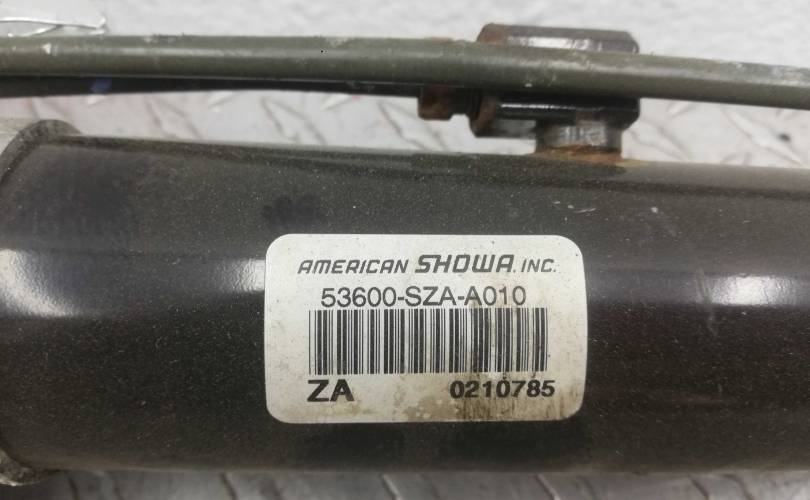 AMERICAN SHOWA. INC.
53600-SZA-A010
ZA 0210785